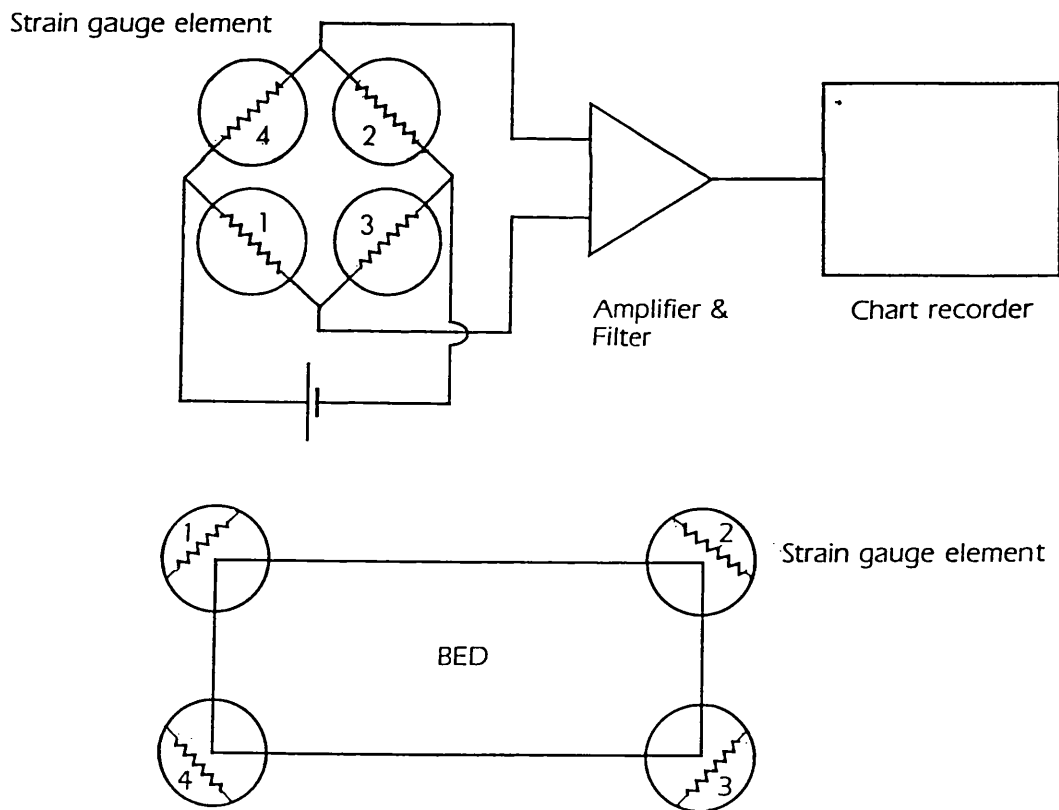 Strain gauge element
4
2
1
3
Amplifier &
Filter
Chart recorder
1
2
Strain gauge element
BED
4
3